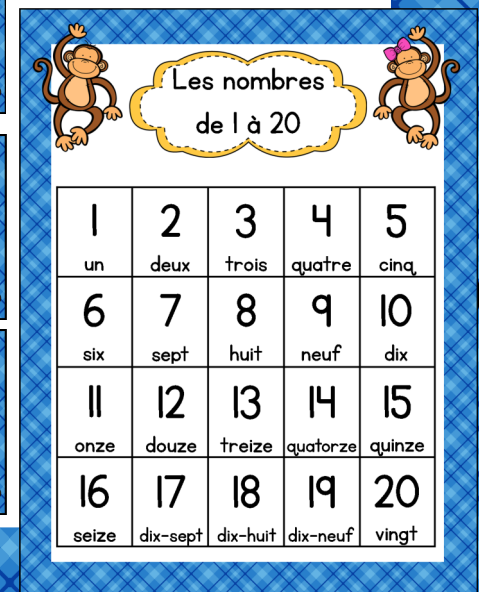 Les nombres
de 1 à 20
1 2 3 4 5
un deux trois quatre cinq
6 7 8 9 10
six sept huit neuf dix
11 12 13 14 15
onze douze treize quatorze quinze
16 17 18 19 20
seize dix-sept dix-huit dix-neuf vingt